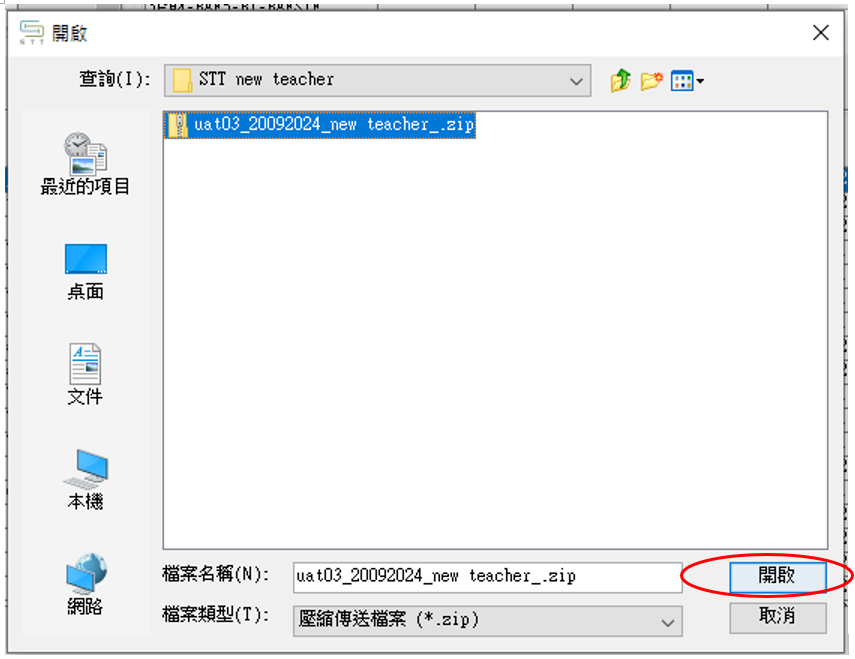 STT
開啟
查詢(I):
STT new teacher
uat03_20092024_new teacher_.zip
最近的項目
桌面
文件
本機
網路
檔案名稱(N):
uat03_20092024_new teacher_.zip
開啟
檔案類型(T):
壓縮傳送檔案 (*.zip)
取消